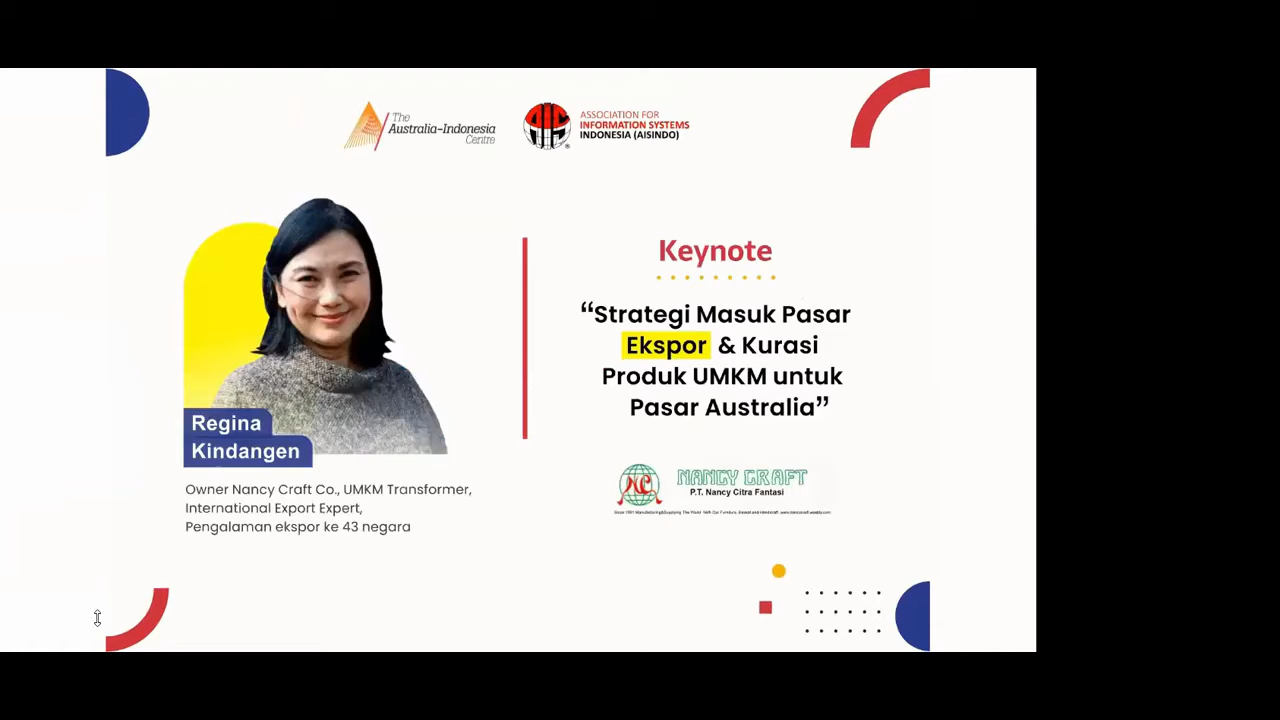 The
Australia-Indonesia
Centre
AIS
ASSOCIATION FOR
INFORMATION SYSTEMS
INDONESIA (AISINDO)
Keynote
“Strategi Masuk Pasar
Ekspor & Kurasi
Produk UMKM untuk
Pasar Australia”
Regina
Kindangen
Owner Nancy Craft Co., UMKM Transformer,
International Export Expert,
Pengalaman ekspor ke 43 negara
NC
NANCY CRAFT
P.T. Nancy Citra Fantasi